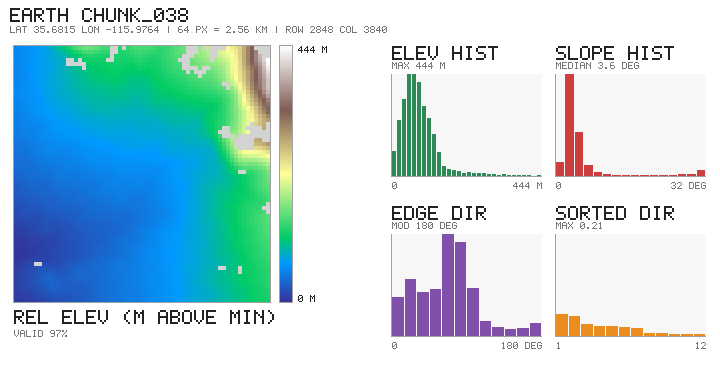 EARTH CHUNK_038
LAT 35.6815 LON -115.9764 | 64 PX = 2.56 KM | ROW 2848 COL 3840
444 M
0 M
REL ELEV (M ABOVE MIN)
VALID 97%
ELEV HIST
MAX 444 M
0 444 M
SLOPE HIST
MEDIAN 3.6 DEG
0 32 DEG
EDGE DIR
MOD 180 DEG
0 180 DEG
SORTED DIR
MAX 0.21
1 12